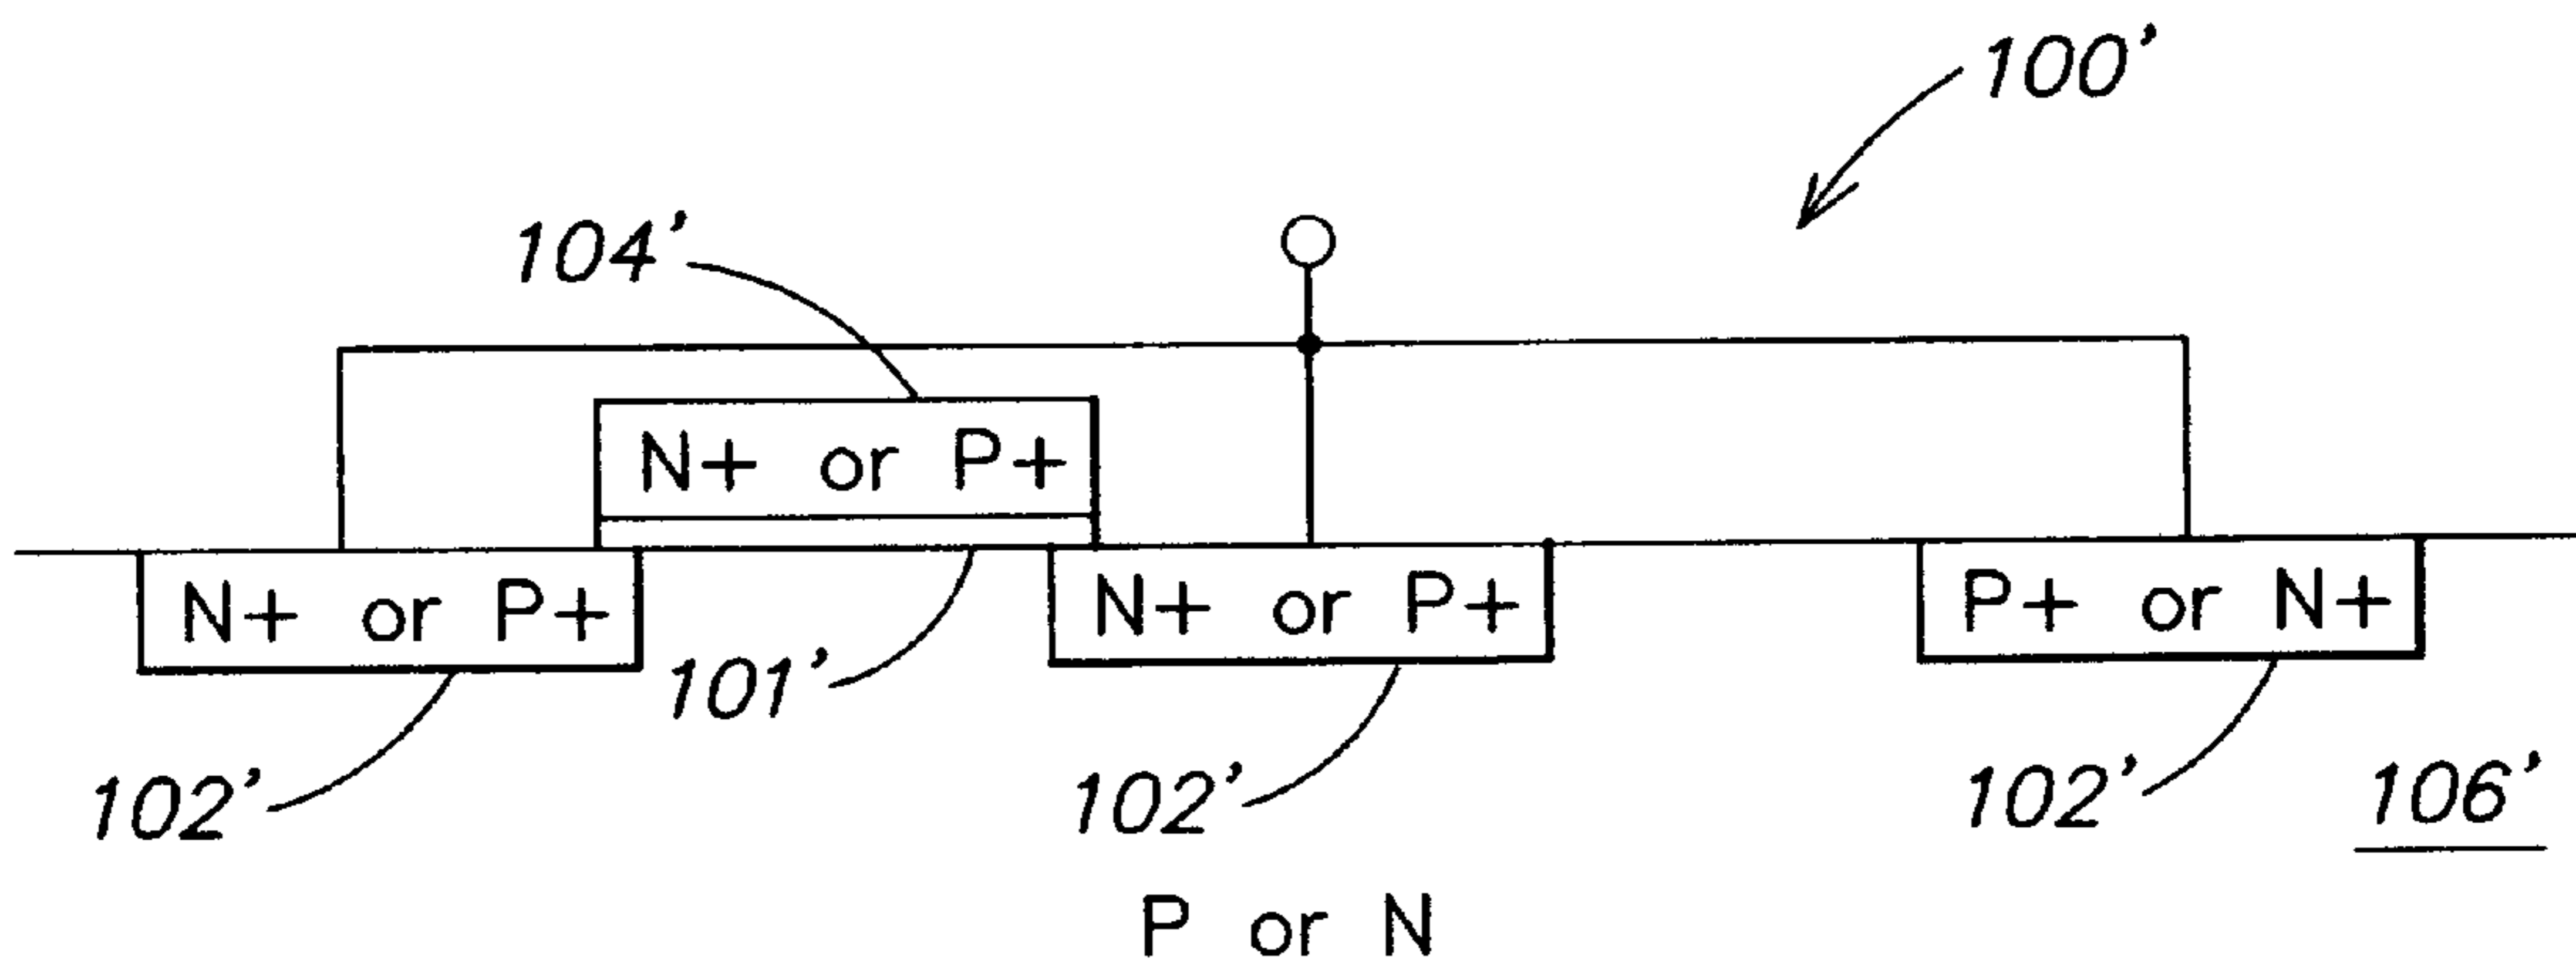 100'
104'
N+ or P+
N+ or P+
N+ or P+
P+ or N+
101'
102'
102'
102'
106'
P or N